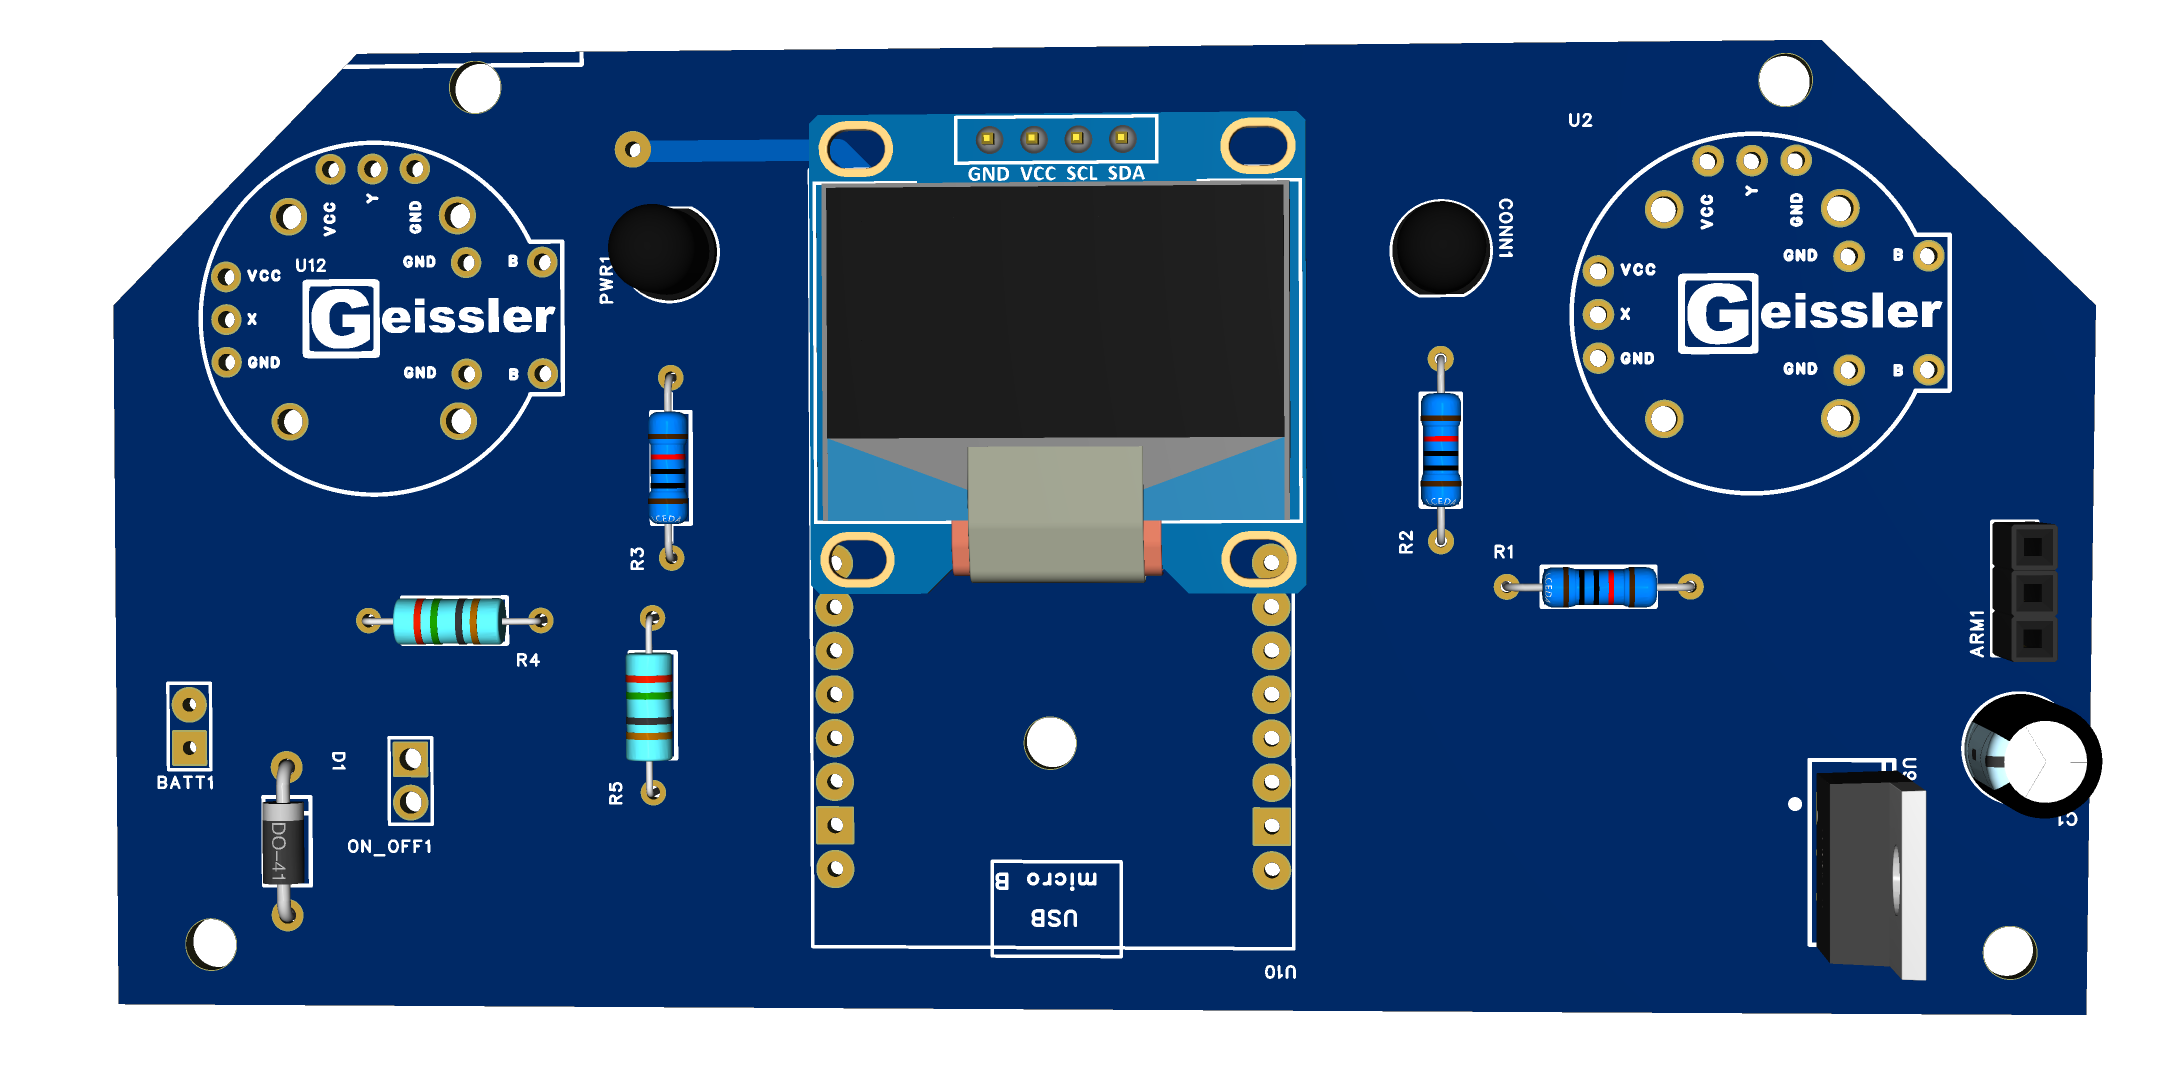 U2
GND VCC SCL SDA
VCC
Y
GND
U12
GND
B
VCC
X
GND
Geissler
GND
B
PWR1
CONN1
VCC
Y
GND
GND
B
VCC
X
GND
Geissler
GND
B
R3
R2
R1
R4
ARM1
BATT1
D1
ON_OFF1
DO-41
R5
C1
micro B
USB
U10